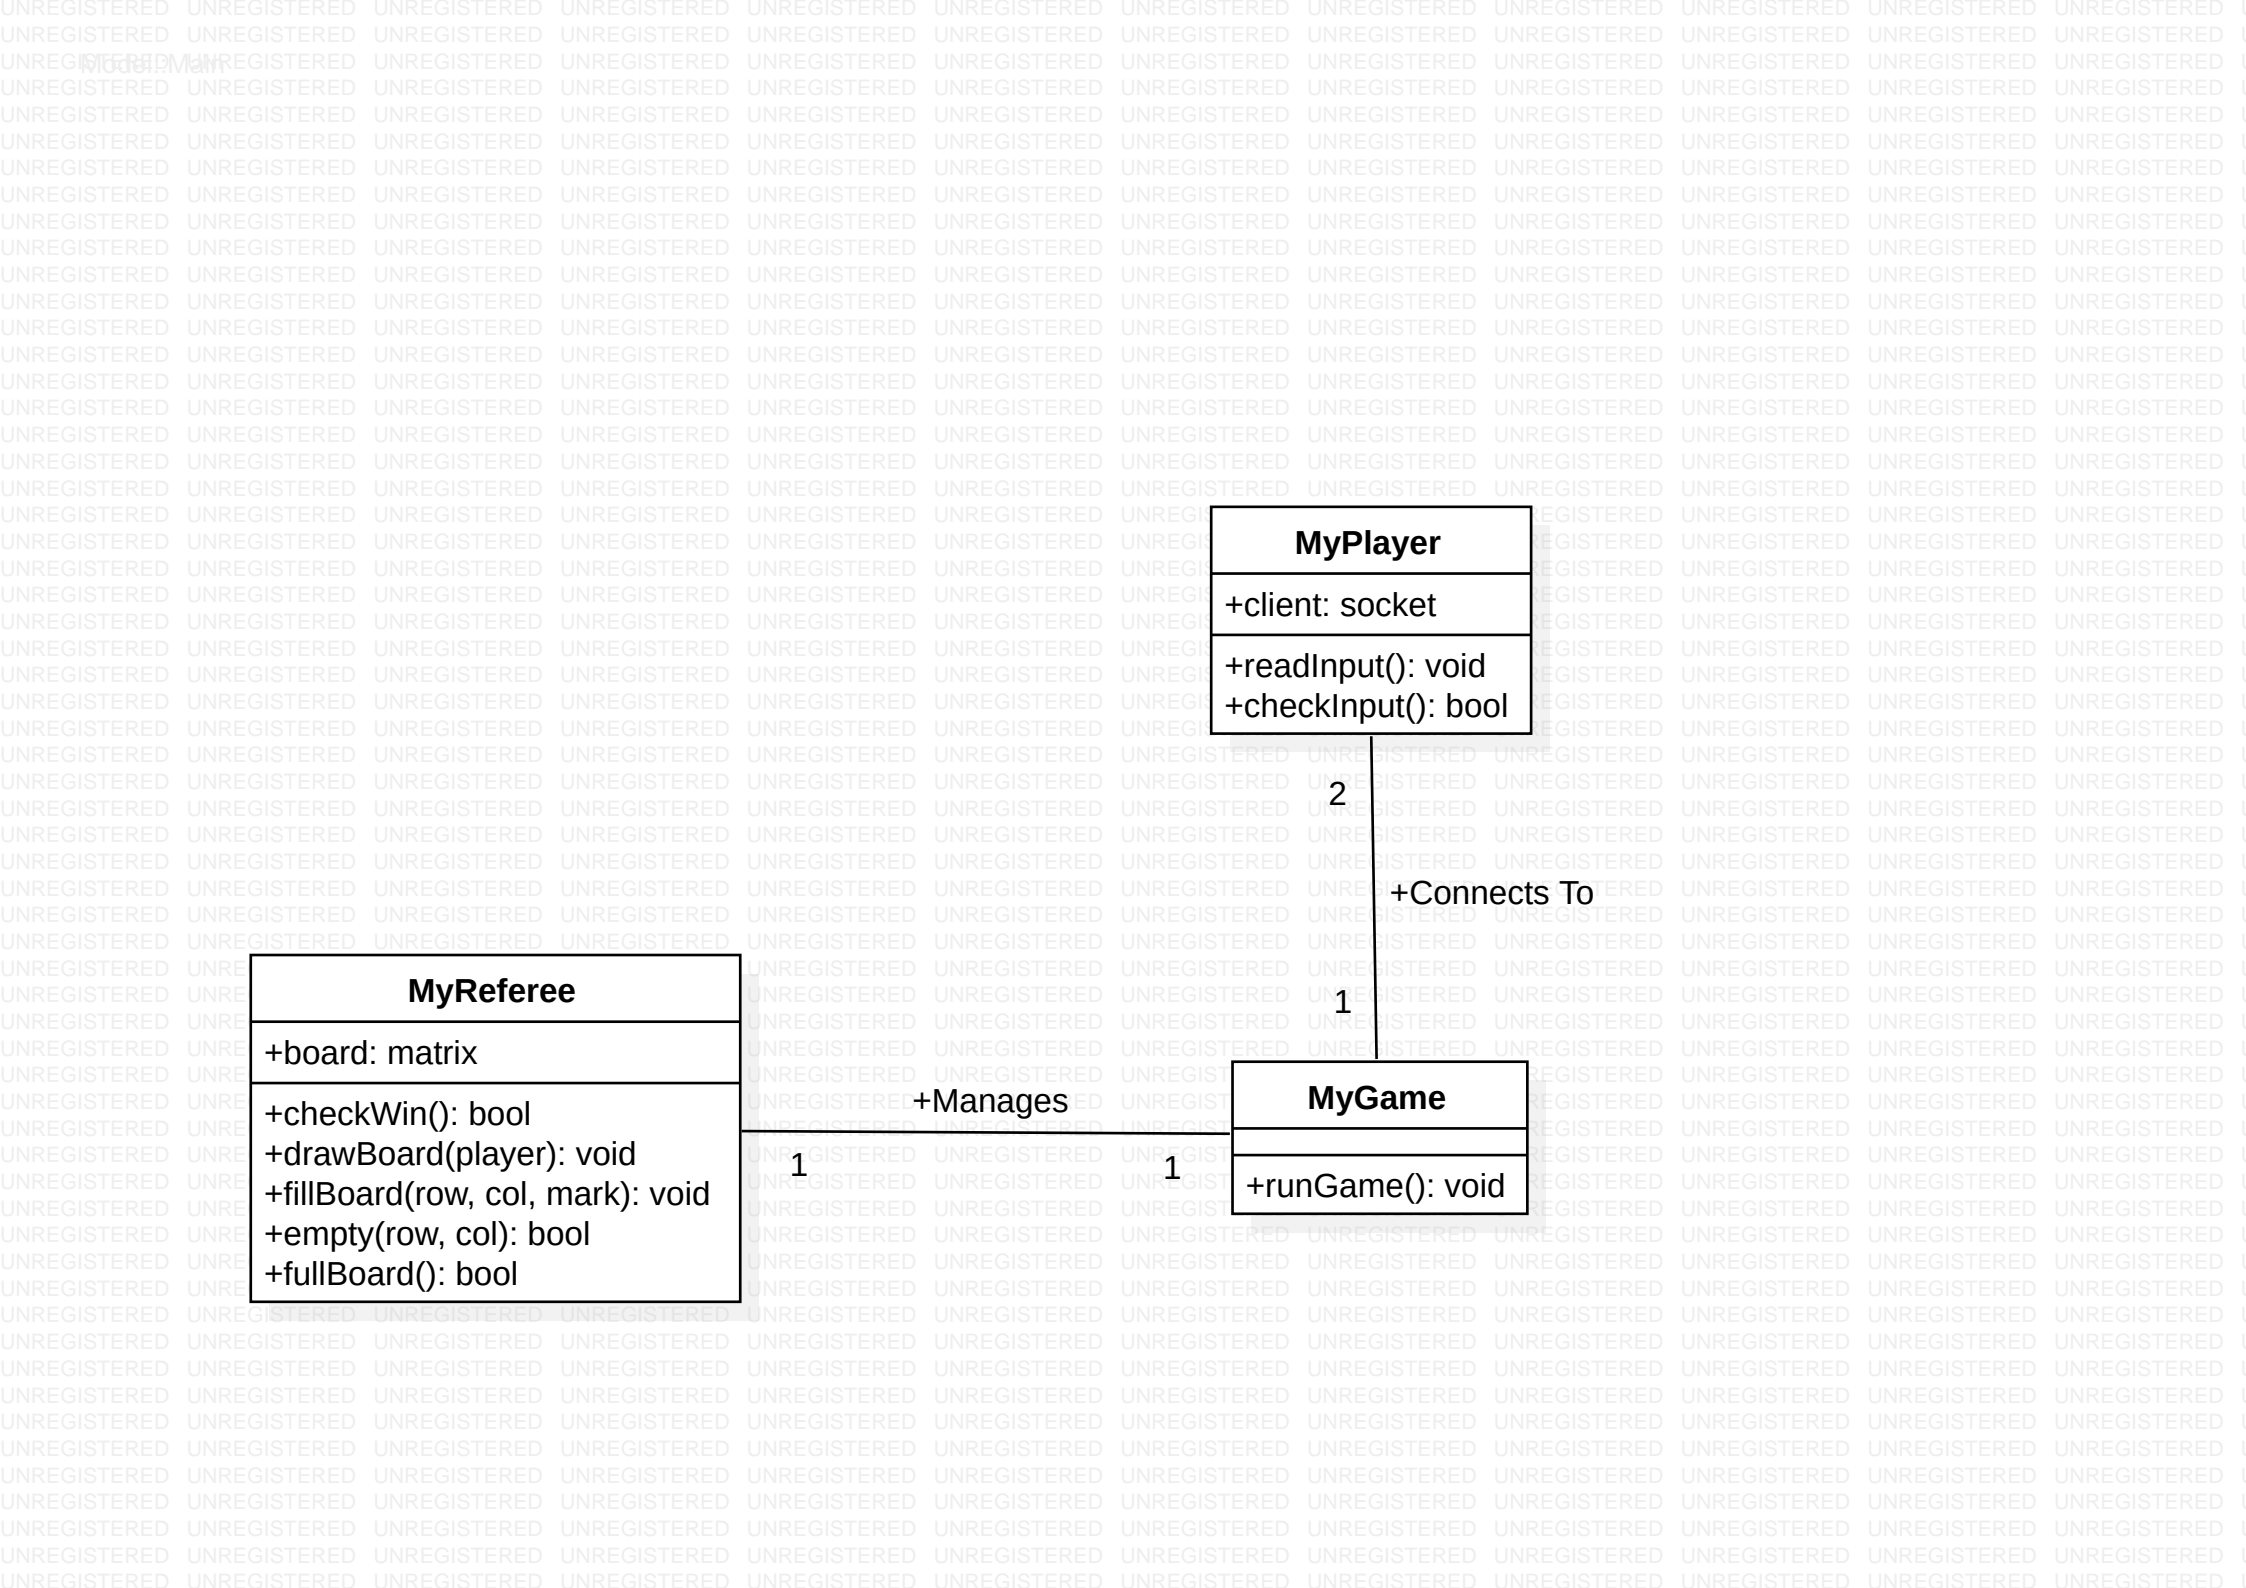 Model::Main
MyPlayer
+client: socket
+readInput(): void
+checkInput(): bool
2
+Connects To
1
MyReferee
+board: matrix
+checkWin(): bool
+drawBoard(player): void
+fillBoard(row, col, mark): void
+empty(row, col): bool
+fullBoard(): bool
+Manages
1
1
MyGame
+runGame(): void
UNREGISTERED